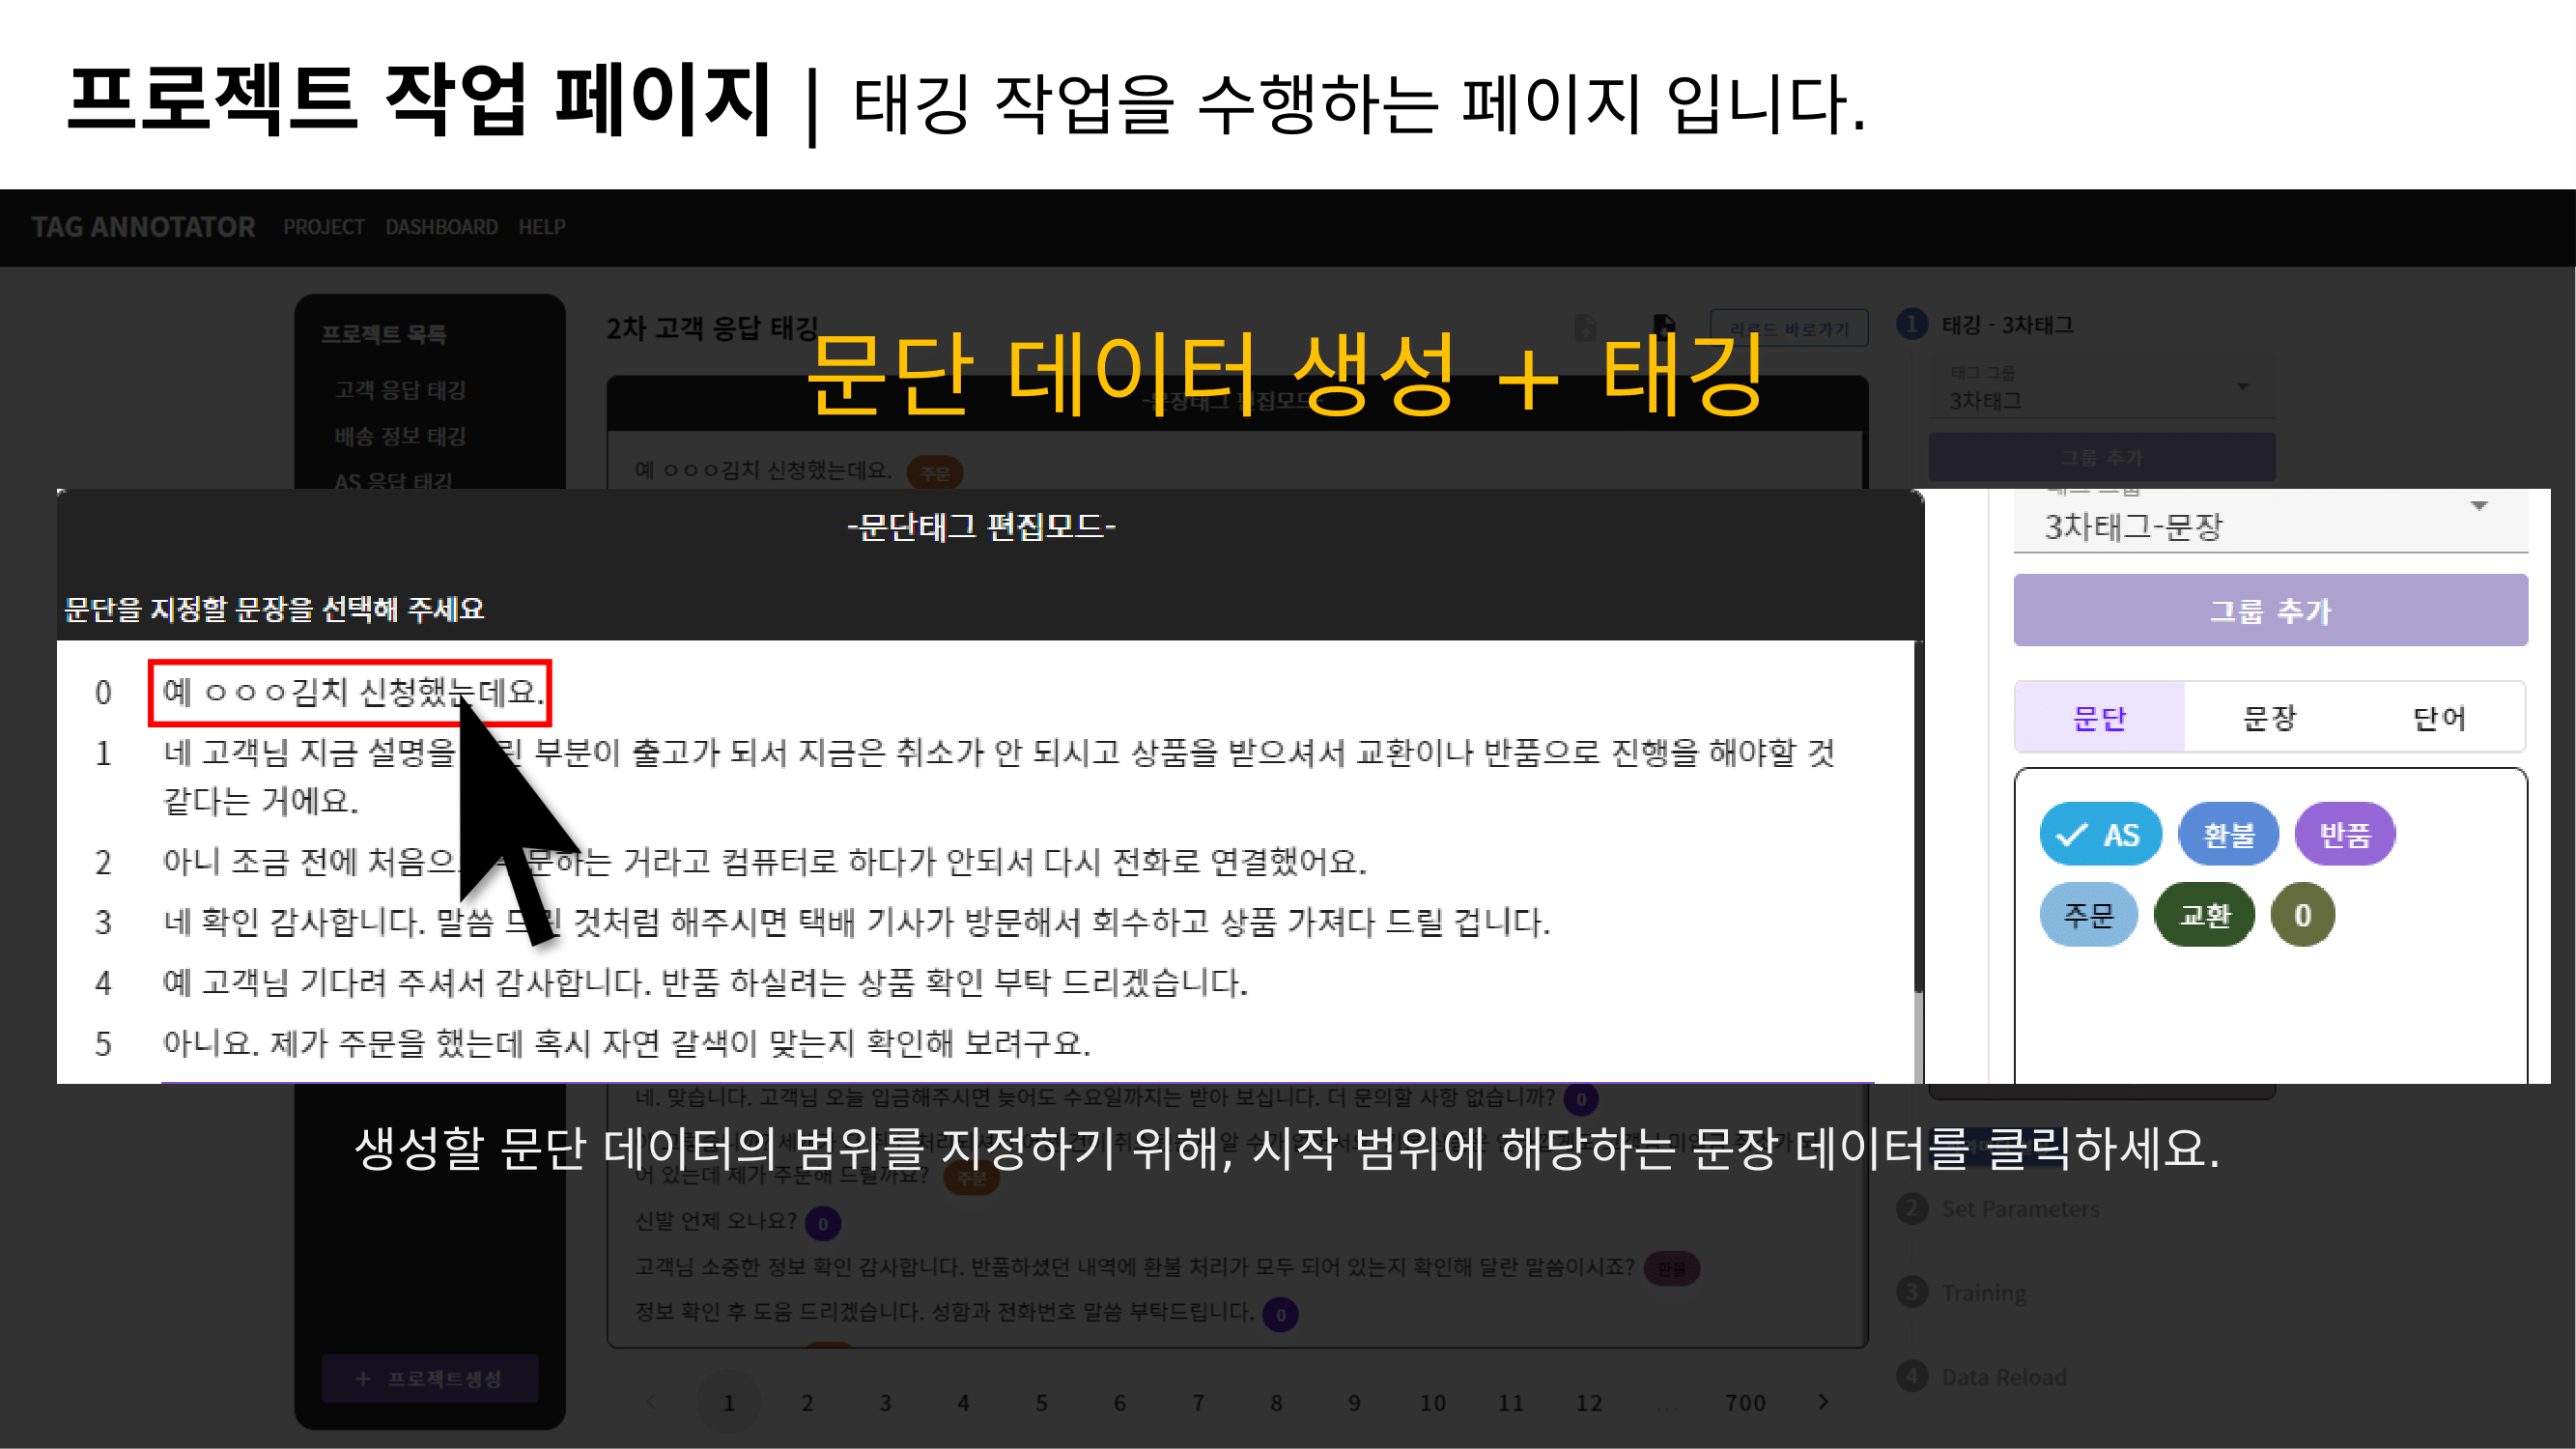 프로젝트 작업 페이지 | 태깅 작업을 수행하는 페이지 입니다.
TAG ANNOTATOR PROJECT DASHBOARD HELP
프로젝트 목록
고객 응답 태깅
배송 정보 태깅
AS 응답 태깅
2차 고객 응답 태깅
리로드 바로가기
1 태깅 - 3차태그
문단 데이터 생성 + 태깅
-문장태그 편집모드-
태그 그룹
3차태그
그룹 추가
예 ㅇㅇㅇ김치 신청했는데요. 주문
-문단태그 편집모드-
문단을 지정할 문장을 선택해 주세요
0 예 ㅇㅇㅇ김치 신청했는데요.
1 네 고객님 지금 설명을 부분이 출고가 되서 지금은 취소가 안 되시고 상품을 받으셔서 교환이나 반품으로 진행을 해야할 것
같다는 거에요.
2 아니 조금 전에 거라고 컴퓨터로 하다가 안되서 다시 전화로 연결했어요.
3 네 확인 감사합니다. 말씀 드린 것처럼 해주시면 택배 기사가 방문해서 회수하고 상품 가져다 드릴 겁니다.
4 예 고객님 기다려 주셔서 감사합니다. 반품 하실려는 상품 확인 부탁 드리겠습니다.
5 아니요. 제가 주문을 했는데 혹시 자연 갈색이 맞는지 확인해 보려구요.
3차태그-문장
그룹 추가
문단 문장 단어
AS 환불 반품
주문 교환 0
네. 맞습니다. 고객님 오늘 입금해주시면 늦어도 수요일까지는 받아 보십니다. 더 문의할 사항 없습니까? 0
생성할 문단 데이터의 범위를 지정하기 위해, 시작 범위에 해당하는 문장 데이터를 클릭하세요.
어 있는데 제가 주문해 드릴까요? 주문
신발 언제 오나요? 0
고객님 소중한 정보 확인 감사합니다. 반품하셨던 내역에 환불 처리가 모두 되어 있는지 확인해 달란 말씀이시죠? 환불
정보 확인 후 도움 드리겠습니다. 성함과 전화번호 말씀 부탁드립니다. 0
2 Set Parameters
3 Training
4 Data Reload
+ 프로젝트생성
1 2 3 4 5 6 7 8 9 10 11 12 ... 700